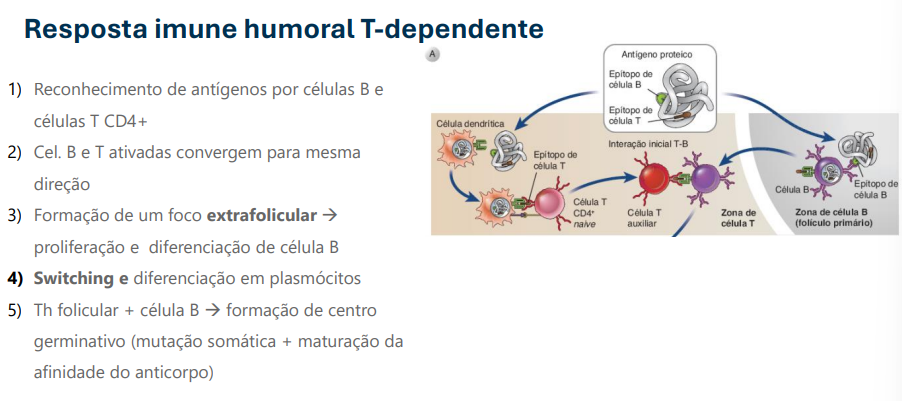 Resposta imune humoral T-dependente
1) Reconhecimento de antígenos por células B e
células T CD4+
2) Cel. B e T ativadas convergem para mesma
direção
3) Formação de um foco extrafolicular →
proliferação e diferenciação de célula B
4) Switching e diferenciação em plasmócitos
5) Th folicular + célula B → formação de centro
germinativo (mutação somática + maturação da
afinidade do anticorpo)
A
Antígeno proteico
Epítopo de
célula B
Epítopo de
célula T
Célula dendrítica
Epítopo de
célula T
Célula T
CD4+
naive
Interação inicial T-B
Célula T
auxiliar
Zona de
célula T
Célula B
Epítopo de
célula B
Zona de célula B
(folículo primário)